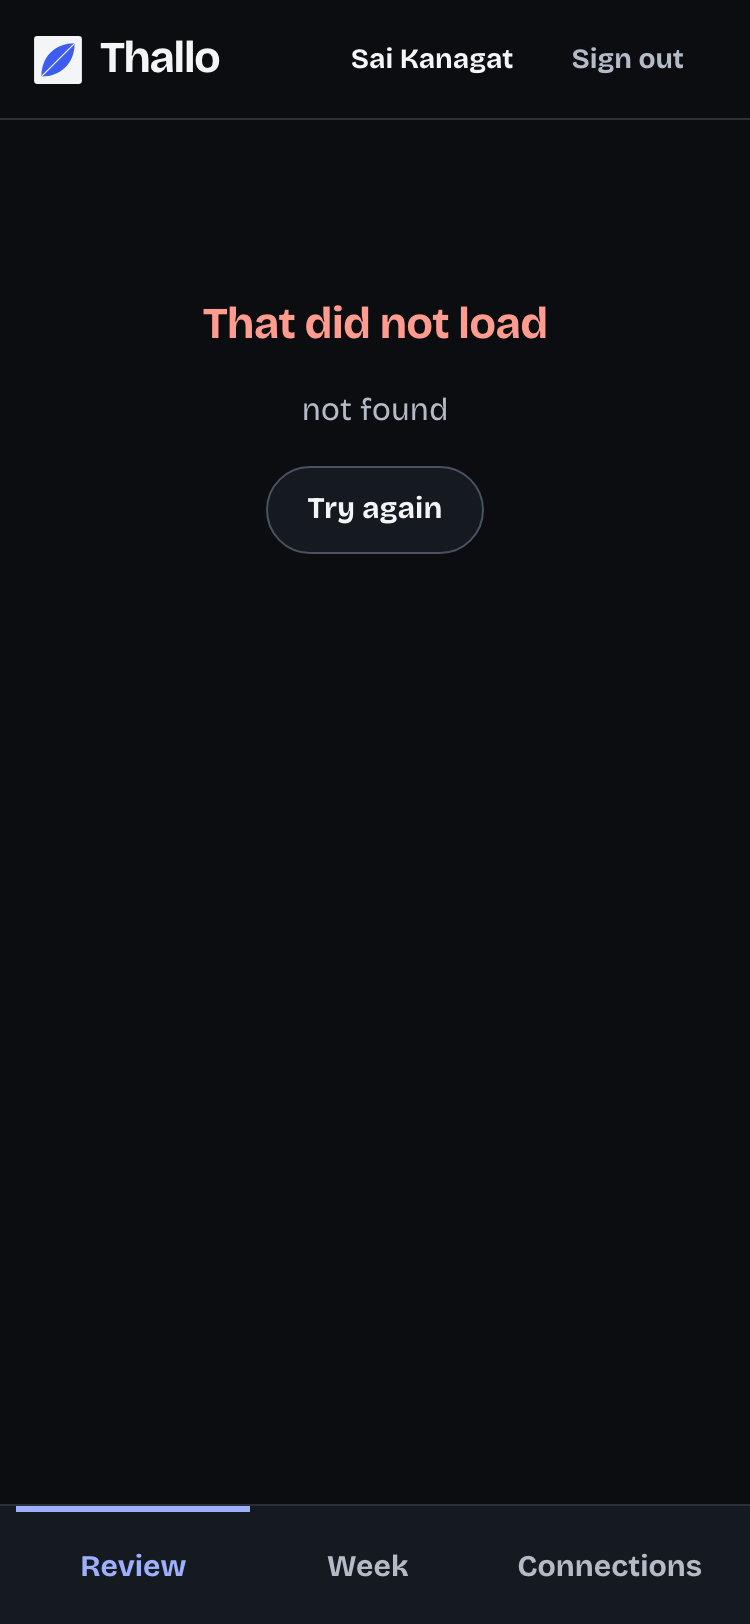 Thallo
Sai Kanagat
Sign out
That did not load
not found
Try again
Review
Week
Connections